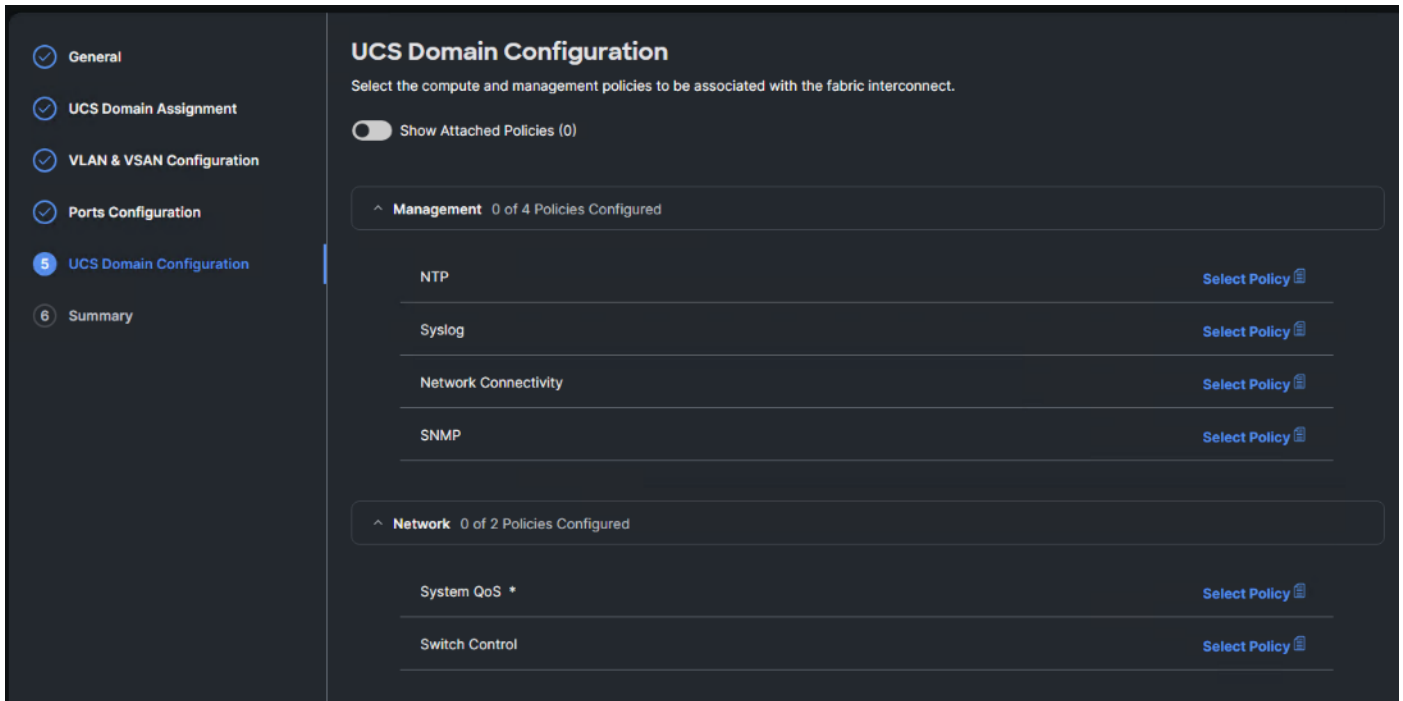 General
UCS Domain Assignment
VLAN & VSAN Configuration
Ports Configuration
5 UCS Domain Configuration
6 Summary
UCS Domain Configuration
Select the compute and management policies to be associated with the fabric interconnect.
Show Attached Policies (0)
Management 0 of 4 Policies Configured
NTP Select Policy
Syslog Select Policy
Network Connectivity Select Policy
SNMP Select Policy
Network 0 of 2 Policies Configured
System QoS * Select Policy
Switch Control Select Policy